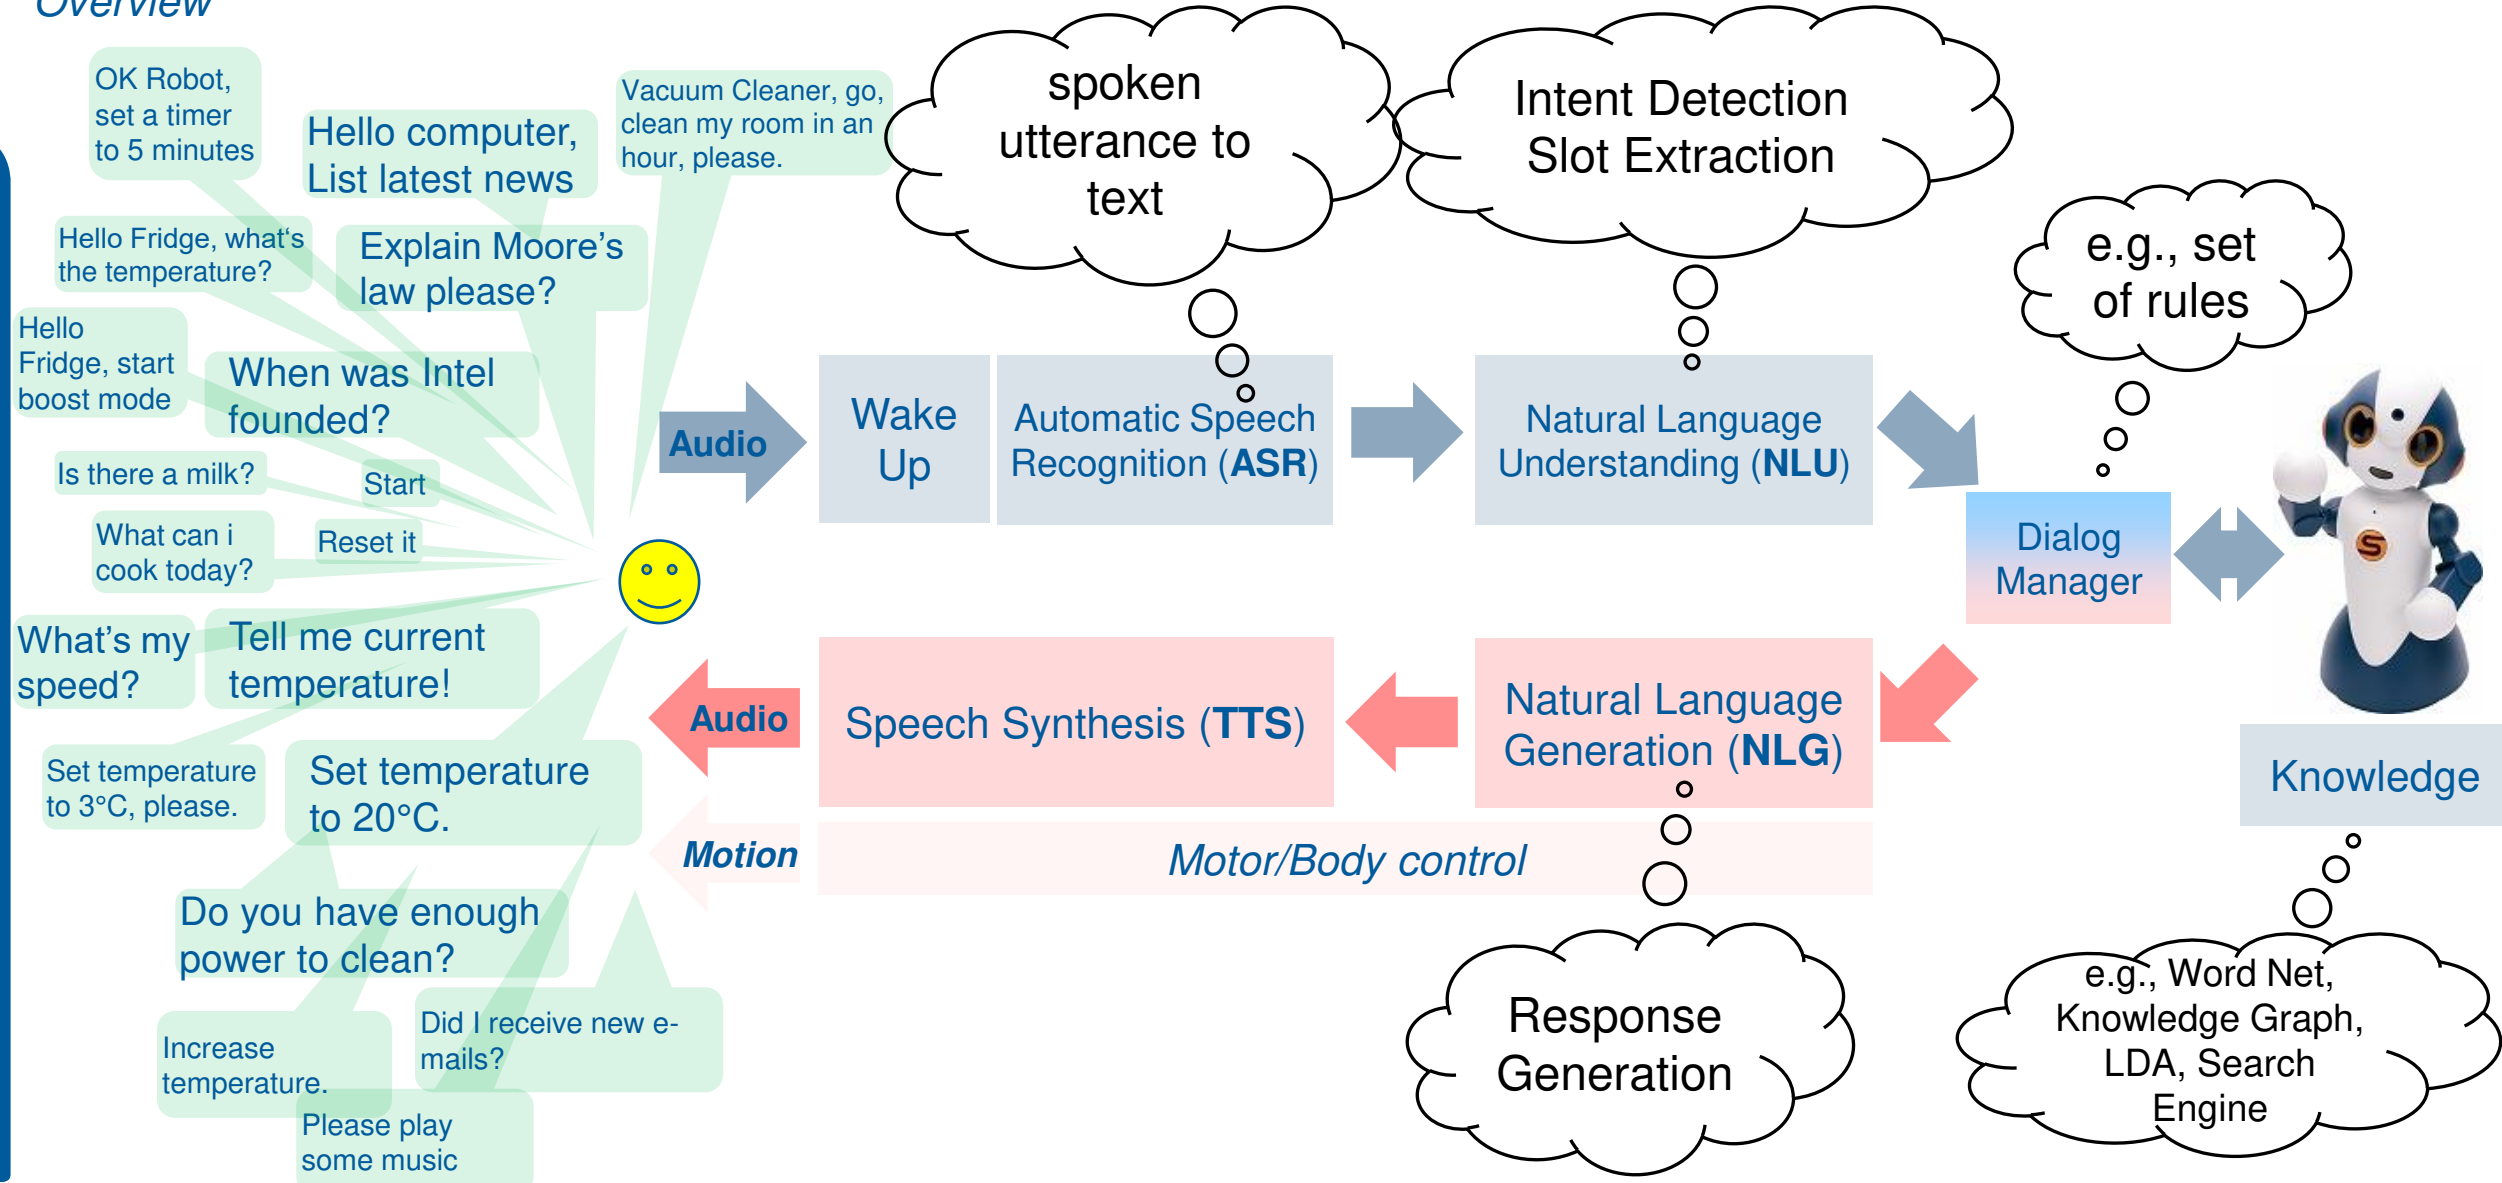 Overview
OK Robot,
set a timer
to 5 minutes
Hello computer,
List latest news
Vacuum Cleaner, go,
clean my room in an
hour, please.
Hello Fridge, what‘s
the temperature?
Explain Moore’s
law please?
Hello
Fridge, start
boost mode
When was Intel
founded?
Is there a milk?
Start
What can i
cook today?
Reset it
What’s my
speed?
Tell me current
temperature!
Set temperature
to 3°C, please.
Set temperature
to 20°C.
Do you have enough
power to clean?
Increase
temperature.
Did I receive new e-
mails?
Please play
some music
spoken
utterance to
text
Intent Detection
Slot Extraction
e.g., set
of rules
Audio
Wake
Up
Automatic Speech
Recognition (ASR)
Natural Language
Understanding (NLU)
Dialog
Manager
S
Audio
Speech Synthesis (TTS)
Natural Language
Generation (NLG)
Knowledge
Motion
Motor/Body control
Response
Generation
e.g., Word Net,
Knowledge Graph,
LDA, Search
Engine